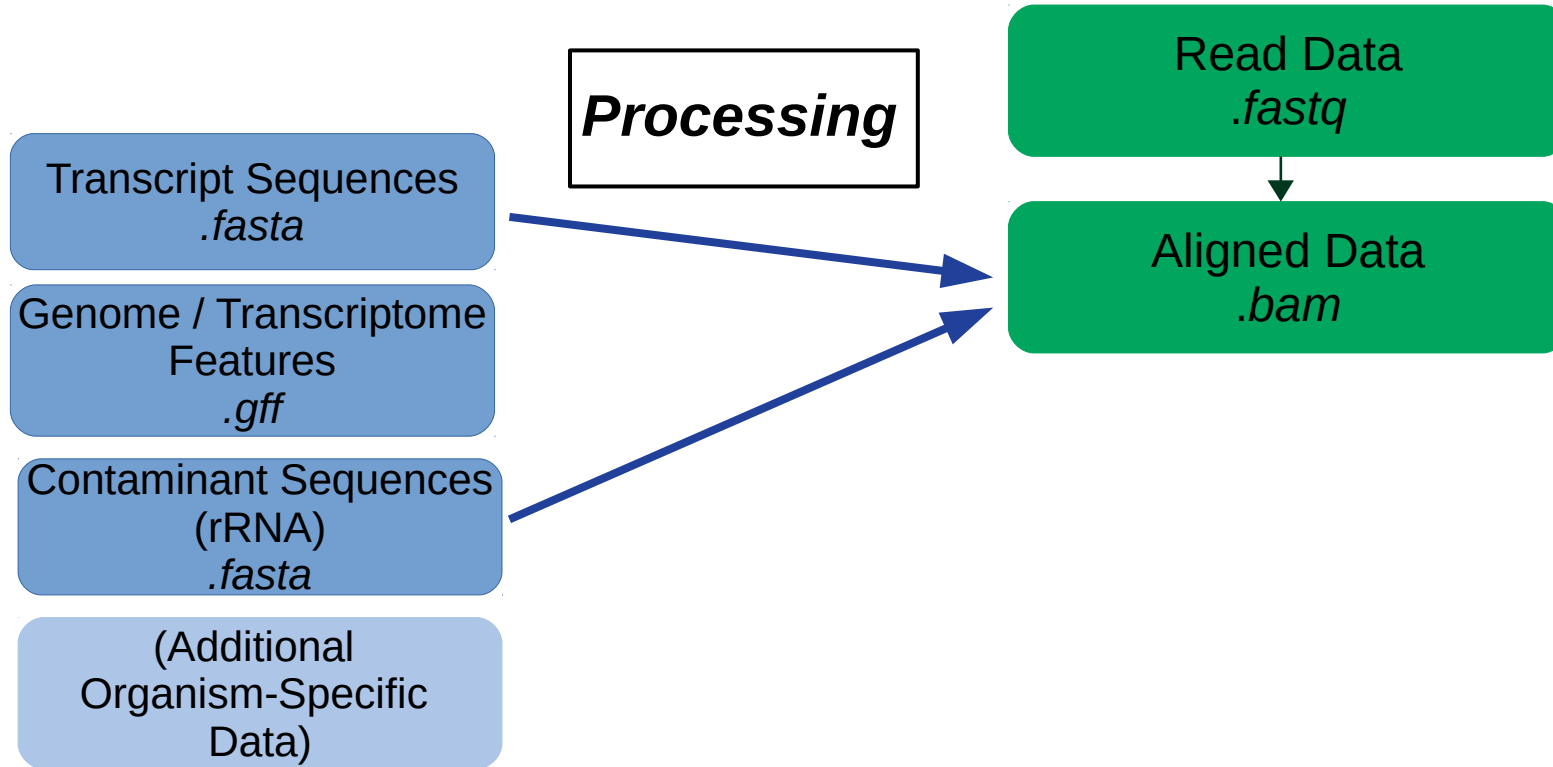 Processing
Transcript Sequences
.fasta
Genome / Transcriptome
Features
.gff
Contaminant Sequences
(rRNA)
.fasta
(Additional
Organism-Specific
Data)
Read Data
.fastq
Aligned Data
.bam